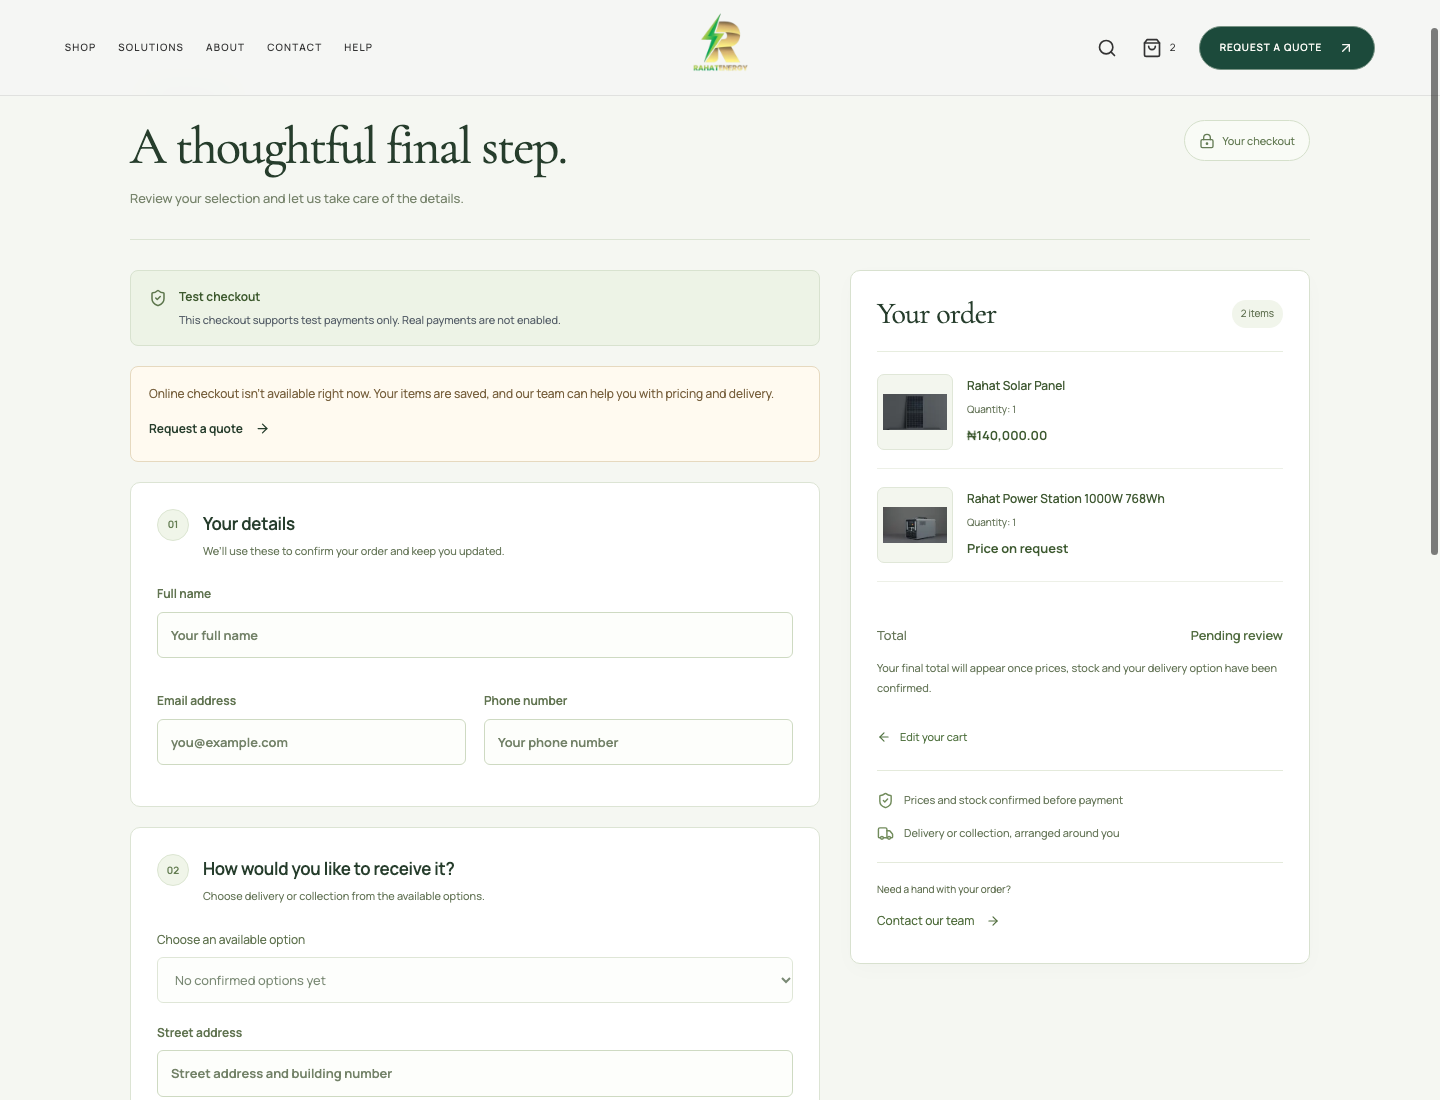 SHOP
SOLUTIONS
ABOUT
CONTACT
HELP
RAHATENERGY
2
REQUEST A QUOTE
A thoughtful final step.
Your checkout
Review your selection and let us take care of the details.
Test checkout
This checkout supports test payments only. Real payments are not enabled.
Online checkout isn't available right now. Your items are saved, and our team can help you with pricing and delivery.
Request a quote
01
Your details
We'll use these to confirm your order and keep you updated.
Full name
Your full name
Email address
Phone number
you@example.com
Your phone number
02
How would you like to receive it?
Choose delivery or collection from the available options.
Choose an available option
No confirmed options yet
Street address
Street address and building number
Your order
2 items
Rahat Solar Panel
Quantity: 1
₦140,000.00
Rahat Power Station 1000W 768Wh
Quantity: 1
Price on request
Total
Pending review
Your final total will appear once prices, stock and your delivery option have been
confirmed.
Edit your cart
Prices and stock confirmed before payment
Delivery or collection, arranged around you
Need a hand with your order?
Contact our team